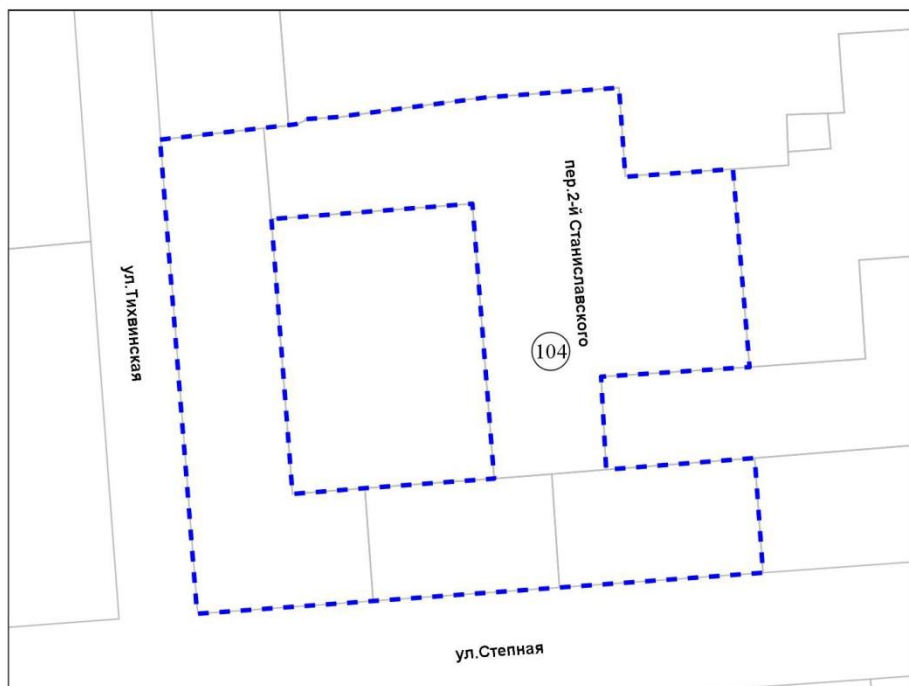 пер.2-й Станиславского
ул.Тихвинская
104
ул.Степная